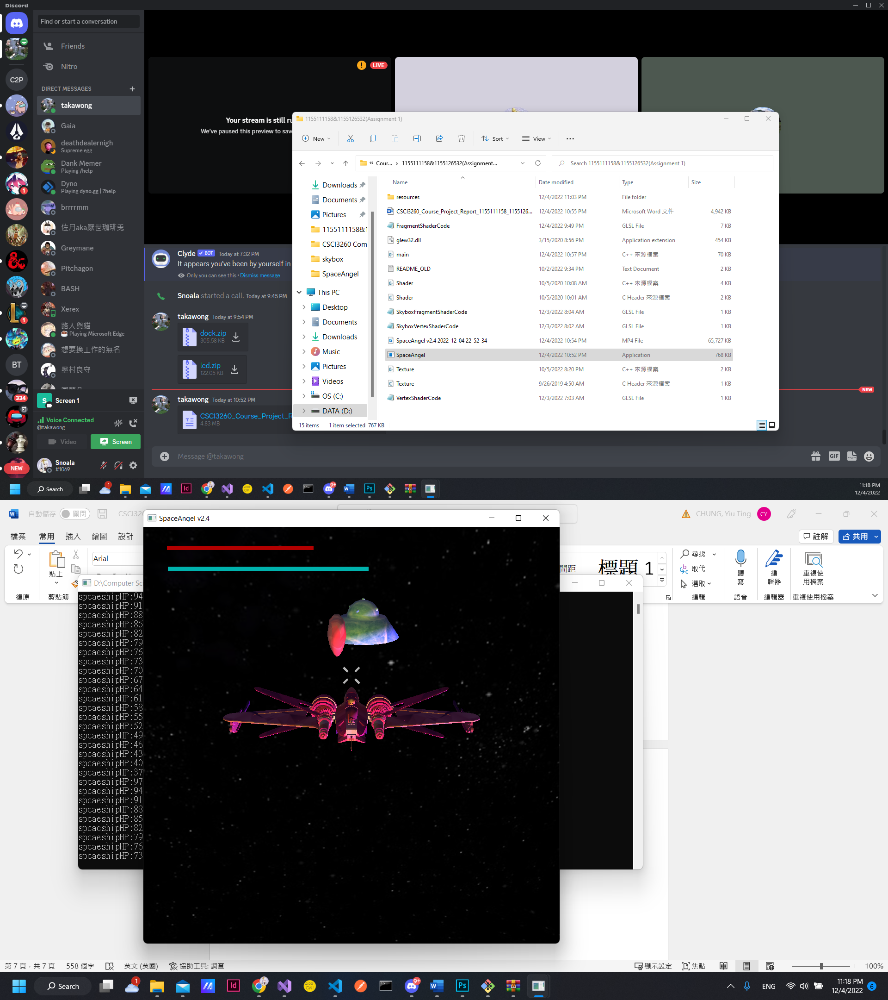 Discord
Find or start a conversation
Friends
Nitro
C2P
DIRECT MESSAGES
takawong
Gaia
deathdealernigh
Supreme egg
Dank Memer
Playing /help
Dyno
Playing dyno.gg | ?help
brrrrmm
佐月aka厭世珈琲兎
Greymane
Pitchagon
BASH
Xerex
路人與貓
Playing Microsoft Edge
想要換工作的無名
墨村良守
1
1
BT
334
NEW
S
Screen 1
Voice Connected
@takawong
Video
Screen
Snoala
#1069
LIVE
Your stream is still ru
We've paused this preview to save
Clyde BOT Today at 7:32 PM
It appears you've been by yourself in
Only you can see this • Dismiss message
Snoala started a call. Today at 9:45 PM
takawong Today at 9:54 PM
dock.zip
305.58 KB
led.zip
122.05 KB
NEW
takawong Today at 10:52 PM
CSCI3260_Course_Project_R
4.83 MB
Message @takawong
GIF
1155111158&1155126532(Assignment 1)
New
Sort
View
« Cour... › 1155111158&1155126532(Assignment...
Search 1155111158&1155126532(Assignment 1)
Downloads
Documents
Pictures
1155111158&1
CSCI3260 Com
skybox
SpaceAngel
This PC
Desktop
Documents
Downloads
Music
Pictures
Videos
OS (C:)
DATA (D:)
Name Date modified Type Size
resources 12/4/2022 11:03 PM File folder
CSCI3260_Course_Project_Report_1155111158_1155126... 12/4/2022 10:55 PM Microsoft Word 文件 4,942 KB
FragmentShaderCode 12/4/2022 9:49 PM GLSL File 7 KB
glew32.dll 3/15/2020 8:56 PM Application extension 454 KB
main 12/4/2022 10:57 PM C++ 來源檔案 70 KB
README_OLD 10/2/2022 9:34 PM Text Document 2 KB
Shader 10/5/2020 10:08 AM C++ 來源檔案 4 KB
Shader 10/5/2020 10:01 AM C Header 來源檔案 2 KB
SkyboxFragmentShaderCode 12/3/2022 8:04 AM GLSL File 1 KB
SkyboxVertexShaderCode 12/3/2022 8:02 AM GLSL File 1 KB
SpaceAngel v2.4 2022-12-04 22-52-34 12/4/2022 10:54 PM MP4 File 65,727 KB
SpaceAngel 12/4/2022 10:52 PM Application 768 KB
Texture 10/5/2022 8:20 PM C++ 來源檔案 2 KB
Texture 9/26/2019 4:50 AM C Header 來源檔案 1 KB
VertexShaderCode 12/3/2022 7:03 AM GLSL File 1 KB
15 items 1 item selected 767 KB
Search
1
Id
9+
Ps
11:18 PM
12/4/2022
自動儲存 關閉
CSCI32
CHUNG, Yiu Ting CY
檔案 常用 插入 繪圖 設計
註解 共用
Arial
貼上
復原
剪貼簿
間距
標題 1
尋找
取代
選取
編輯
聽
寫
語音
編
輯器
編輯器
重複使
用檔案
重複使用檔案
SpaceAngel v2.4
D:\Computer Sc
spcaeshipHP:94
spcaeshipHP:91
spcaeshipHP:88
spcaeshipHP:85
spcaeshipHP:82
spcaeshipHP:79
spcaeshipHP:76
spcaeshipHP:73
spcaeshipHP:70
spcaeshipHP:67
spcaeshipHP:64
spcaeshipHP:61
spcaeshipHP:58
spcaeshipHP:55
spcaeshipHP:52
spcaeshipHP:49
spcaeshipHP:46
spcaeshipHP:43
spcaeshipHP:40
spcaeshipHP:37
spcaeshipHP:97
spcaeshipHP:94
spcaeshipHP:91
spcaeshipHP:88
spcaeshipHP:85
spcaeshipHP:82
spcaeshipHP:79
spcaeshipHP:76
spcaeshipHP:73
第 7 頁，共 7 頁 558 個字 英文 (英國) 協助工具: 調查
顯示設定 焦點 100%
Search
1
Id
9+
Ps
ENG
11:18 PM
12/4/2022
6